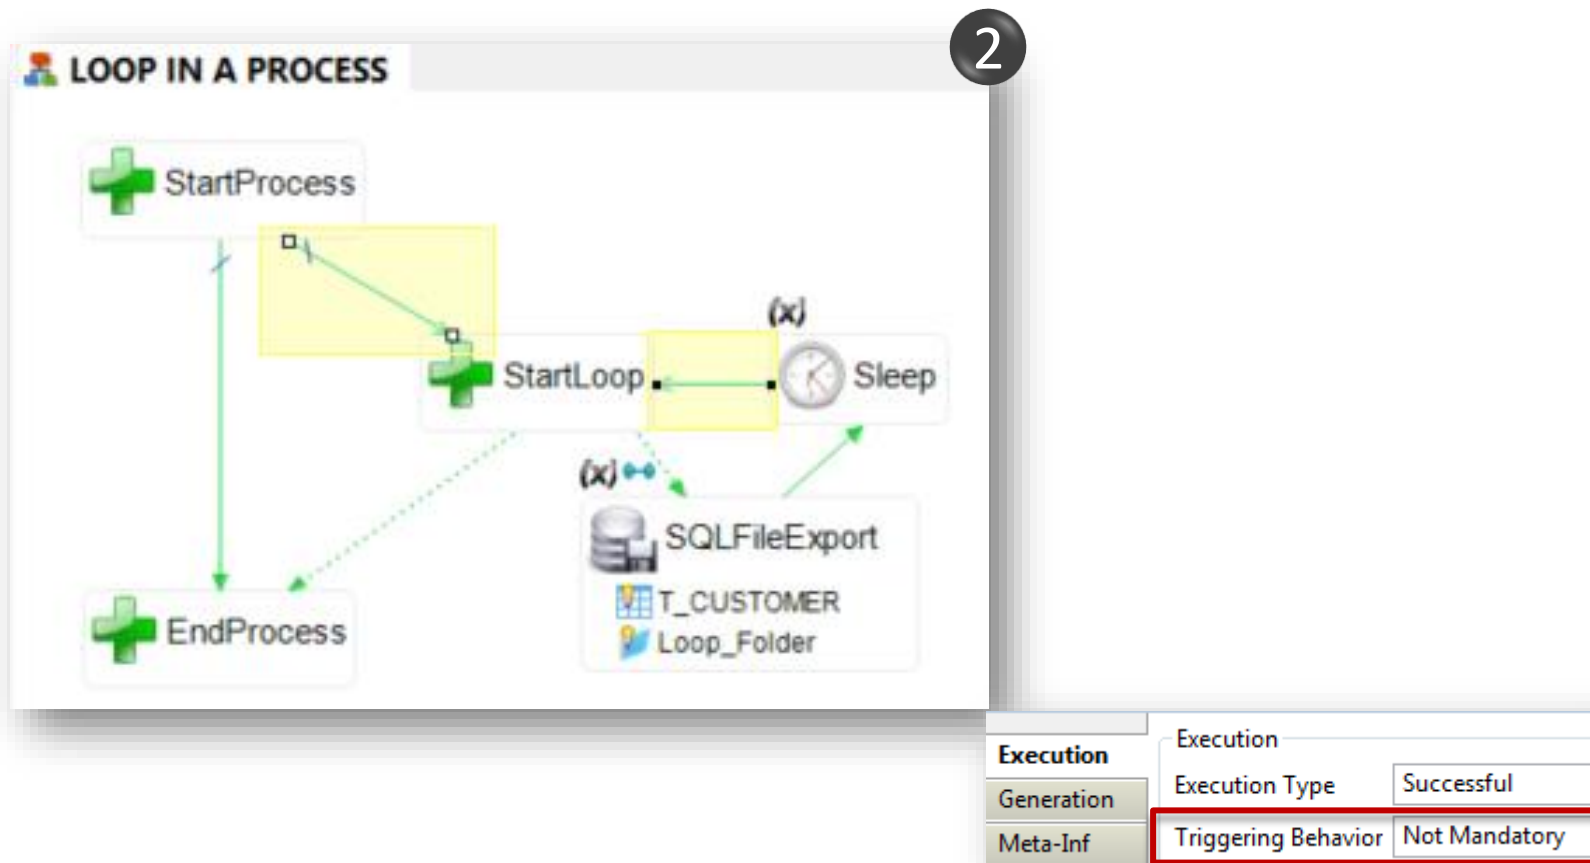 2
LOOP IN A PROCESS
StartProcess
(x)
StartLoop
Sleep
(x)
SQLFileExport
T_CUSTOMER
Loop_Folder
EndProcess
Execution
Execution
Execution Type Successful
Generation
Triggering Behavior Not Mandatory
Meta-Inf